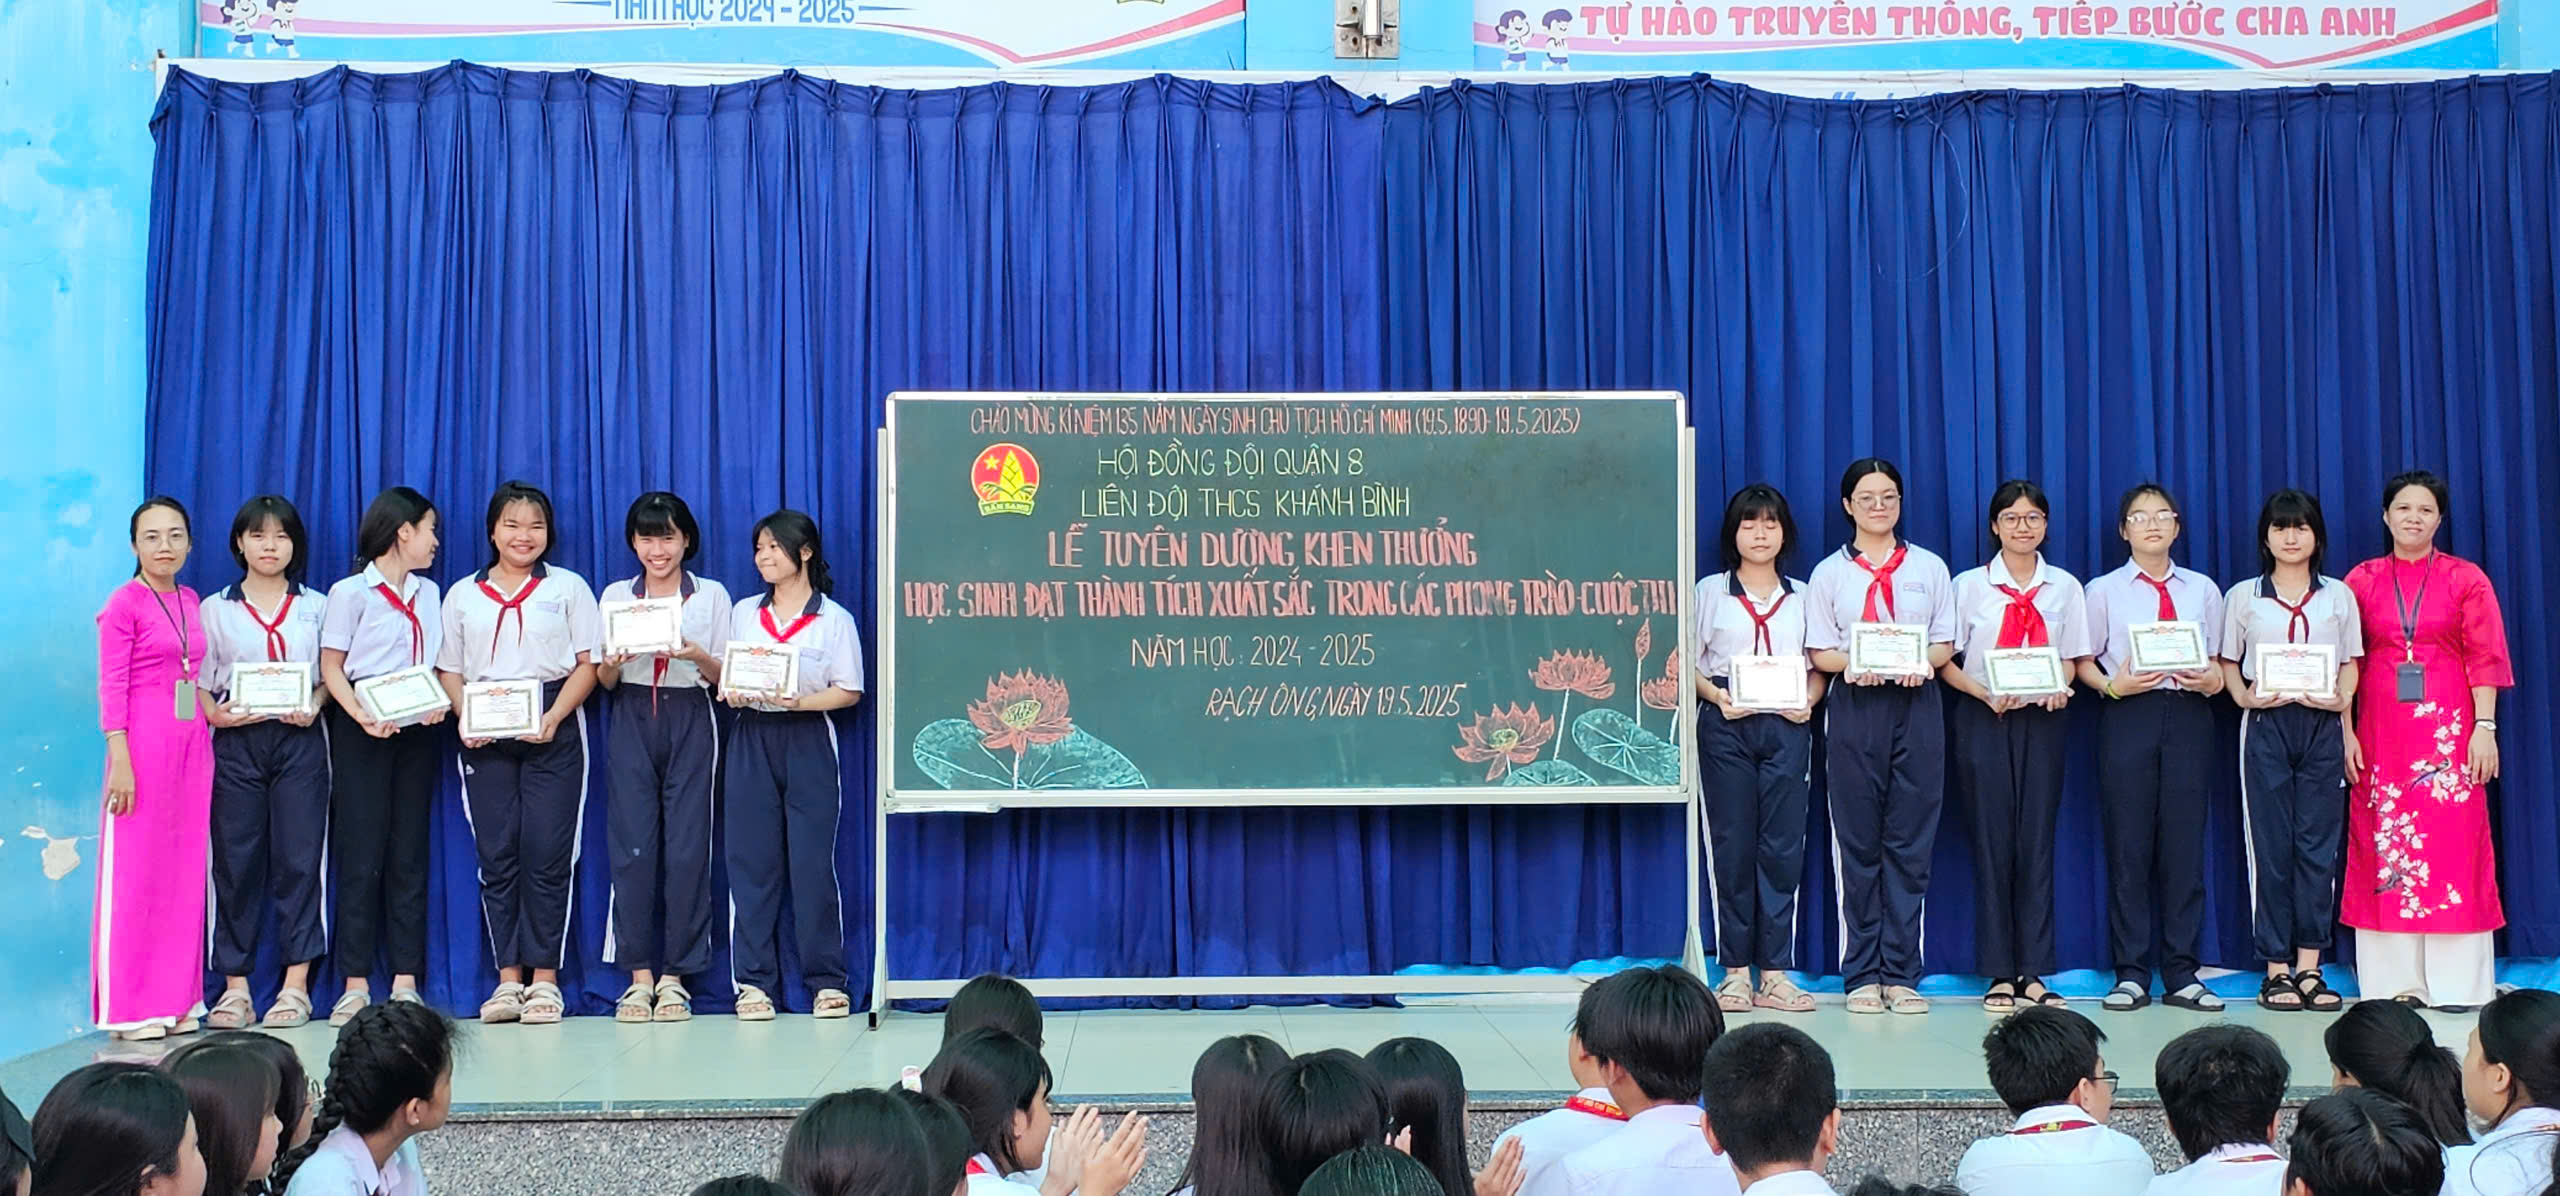 NĂM HỌC 2024 - 2025
TỰ HÀO TRUYỀN THỐNG, TIẾP BƯỚC CHA ANH
CHÀO MỪNG KỈ NIỆM 135 NĂM NGÀY SINH CHỦ TỊCH HỒ CHÍ MINH (19.5.1890-19.5.2025)
HỘI ĐỒNG ĐỘI QUẬN 8
LIÊN ĐỘI THCS KHÁNH BÌNH
SẴN SÀNG
LỄ TUYÊN DƯƠNG, KHEN THƯỞNG
HỌC SINH ĐẠT THÀNH TÍCH XUẤT SẮC TRONG CÁC PHONG TRÀO-CUỘC THI
NĂM HỌC: 2024 - 2025
RẠCH ÔNG, NGÀY 19.5.2025